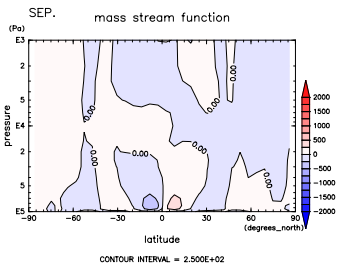 SEP.
mass stream function
(Pa)
E3
2
5
E4
2
5
E5
pressure
0.00
0.00
0.00
0.00
0.00
0.00
0.00
-90
-60
-30
0
30
60
90
(degrees_north)
latitude
2000
1500
1000
500
0
-500
-1000
-1500
-2000
CONTOUR INTERVAL = 2.500E+02